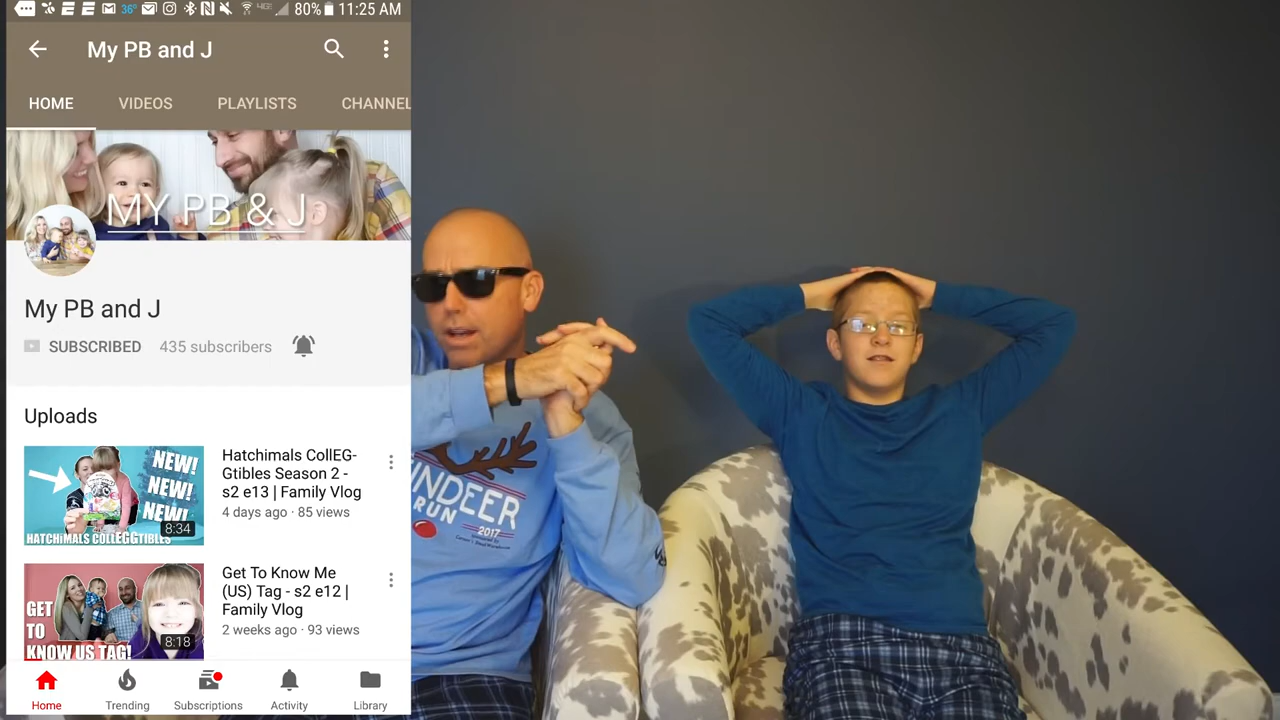 36° 4G 80% 11:25 AM
My PB and J
HOME VIDEOS PLAYLISTS CHANNEL
MY PB & J
My PB and J
SUBSCRIBED 435 subscribers
Uploads
Hatchimals CollEG-
Gtibles Season 2 -
s2 e13 | Family Vlog
4 days ago · 85 views
NEW!
NEW!
NEW!
8:34
HATCHiMALS COLLEGGTiBLES
Get To Know Me
(US) Tag - s2 e12 |
Family Vlog
2 weeks ago · 93 views
GET
TO
KNOW US TAG!
8:18
Home Trending Subscriptions Activity Library
INDEER
RUN
2017